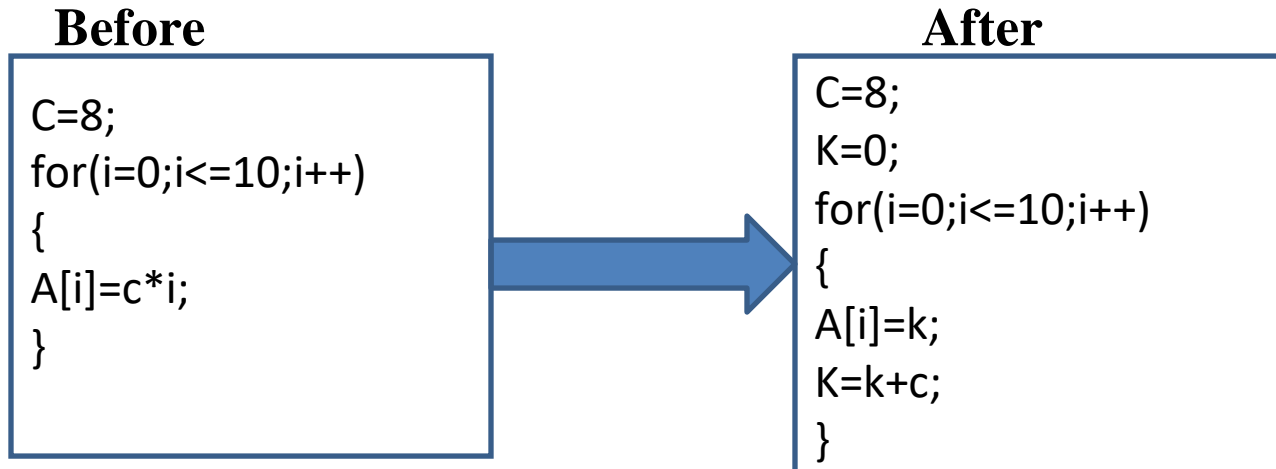 Before
C=8;
for(i=0;i<=10;i++)
{
A[i]=c*i;
}
After
C=8;
K=0;
for(i=0;i<=10;i++)
{
A[i]=k;
K=k+c;
}